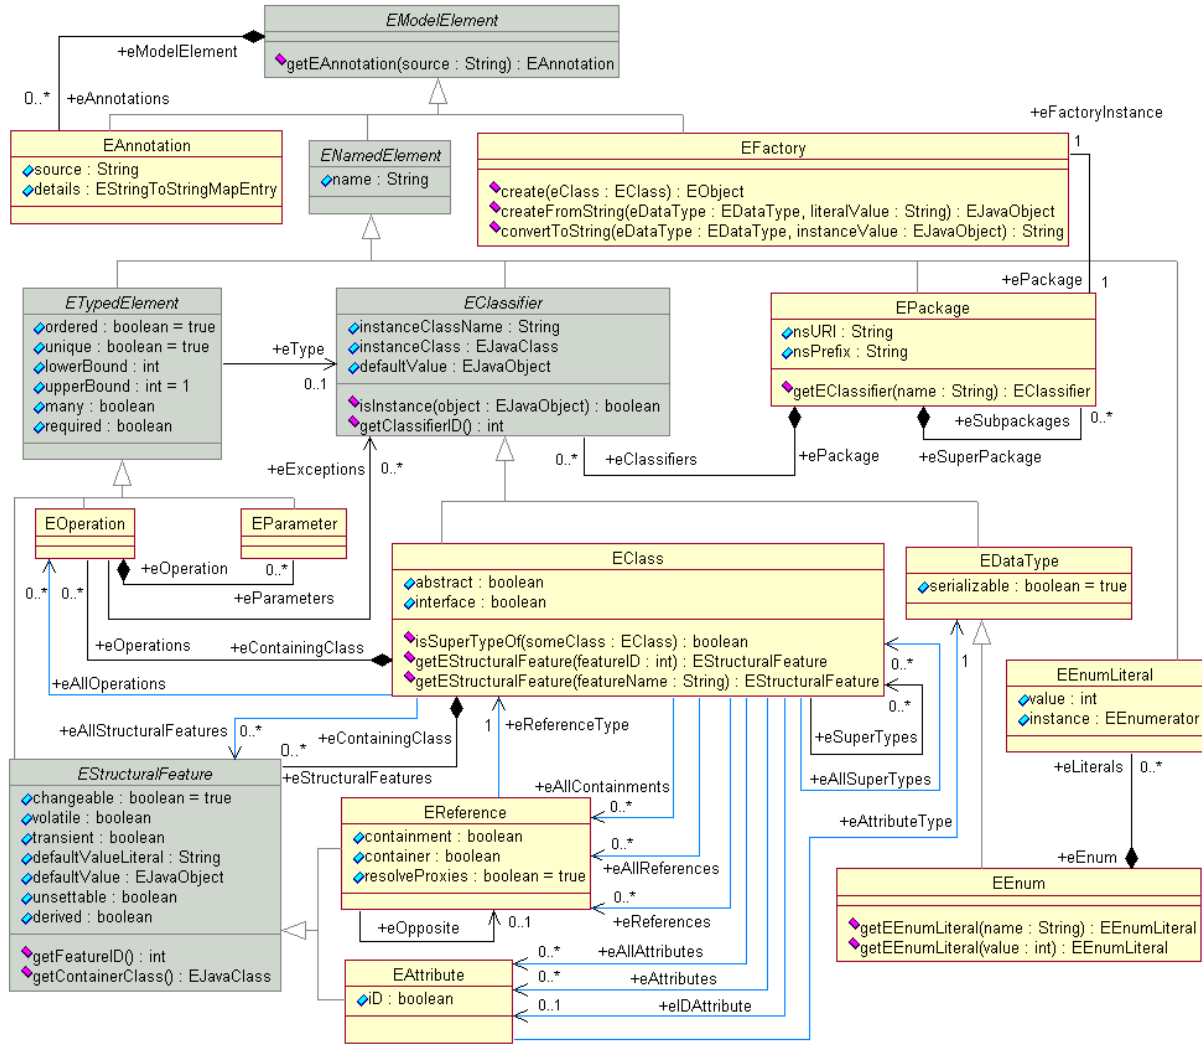 EModelElement
getEAnnotation(source : String) : EAnnotation
+eModelElement
0..*
+eAnnotations
EAnnotation
source : String
details : EStringToStringMapEntry
ENamedElement
name : String
EFactory
create(eClass : EClass) : EObject
createFromString(eDataType : EDataType, literalValue : String) : EJavaObject
convertToString(eDataType : EDataType, instanceValue : EJavaObject) : String
+eFactoryInstance
1
+ePackage
1
ETypedElement
ordered : boolean = true
unique : boolean = true
lowerBound : int
upperBound : int = 1
many : boolean
required : boolean
+eType
0..1
EClassifier
instanceClassName : String
instanceClass : EJavaClass
defaultValue : EJavaObject
isInstance(object : EJavaObject) : boolean
getClassifierID() : int
EPackage
nsURI : String
nsPrefix : String
getEClassifier(name : String) : EClassifier
+eSubpackages
0..*
+eSuperPackage
+ePackage
0..*
+eClassifiers
+eExceptions
0..*
EOperation
EParameter
+eOperation
0..*
+eParameters
0..*
0..*
+eOperations
+eContainingClass
+eAllOperations
EClass
abstract : boolean
interface : boolean
isSuperTypeOf(someClass : EClass) : boolean
getEStructuralFeature(featureID : int) : EStructuralFeature
getEStructuralFeature(featureName : String) : EStructuralFeature
EDataType
serializable : boolean = true
0..*
1
0..*
+eSuperTypes
+eAllSuperTypes
EEnumLiteral
value : int
instance : EEnumerator
+eLiterals
0..*
+eEnum
EEnum
getEEnumLiteral(name : String) : EEnumLiteral
getEEnumLiteral(value : int) : EEnumLiteral
+eAllStructuralFeatures
0..*
+eContainingClass
0..*
+eStructuralFeatures
1
+eReferenceType
+eAllContainments
0..*
+eAttributeType
EStructuralFeature
changeable : boolean = true
volatile : boolean
transient : boolean
defaultValueLiteral : String
defaultValue : EJavaObject
unsettable : boolean
derived : boolean
getFeatureID() : int
getContainerClass() : EJavaClass
EReference
containment : boolean
container : boolean
resolveProxies : boolean = true
0..*
+eAllReferences
0..*
+eReferences
+eOpposite
0..1
EAttribute
iD : boolean
0..*
+eAllAttributes
0..*
+eAttributes
0..1
+eIDAttribute